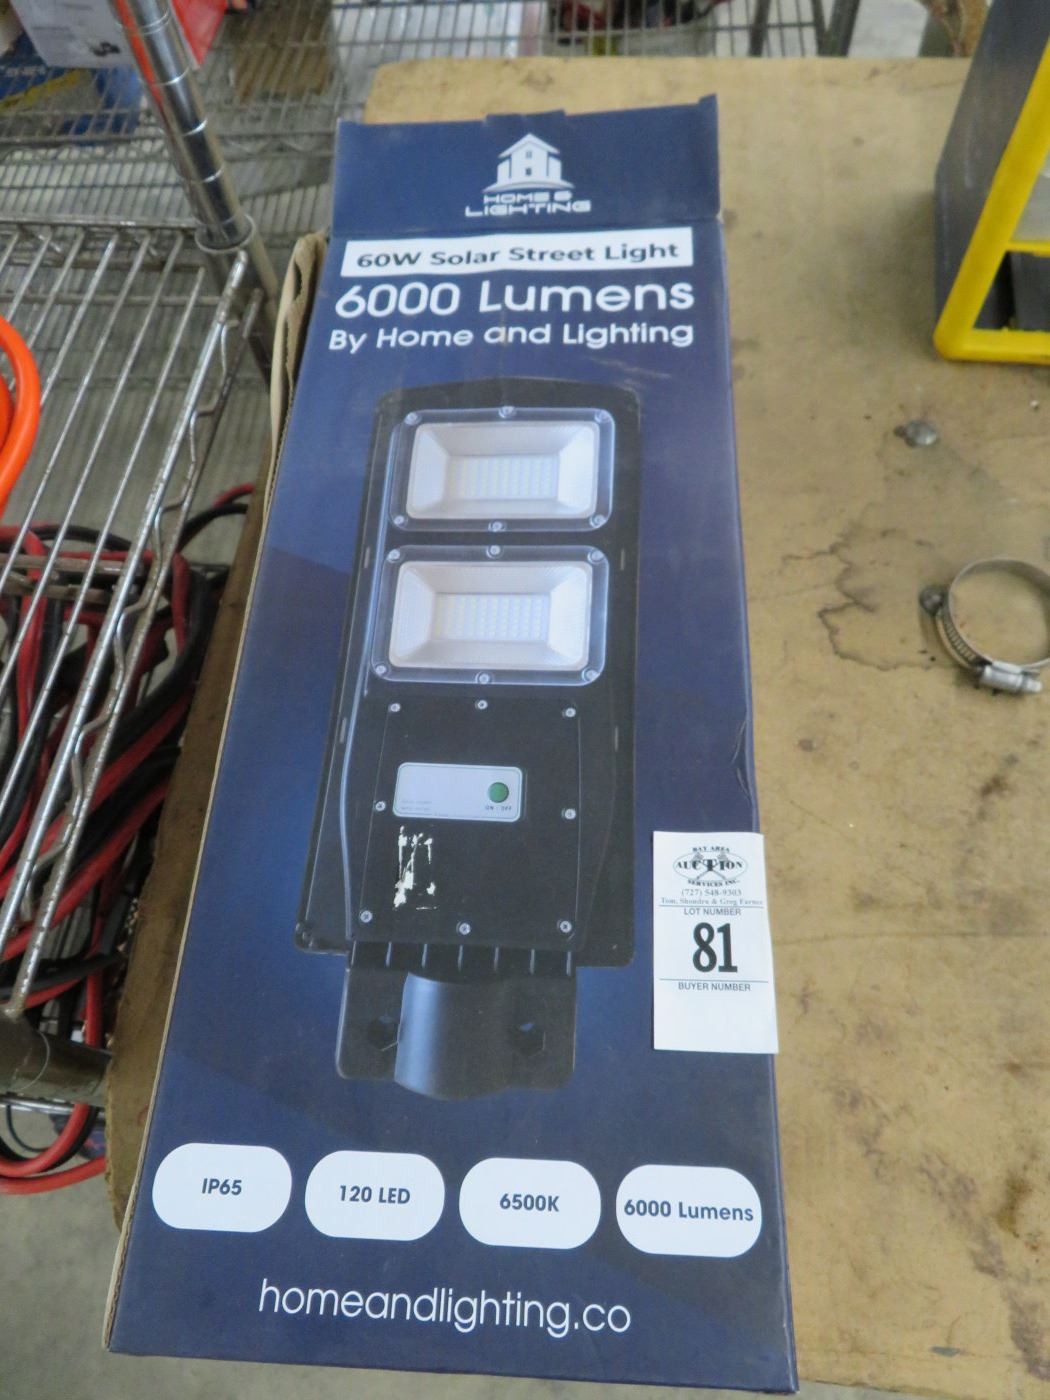 HOME &
LIGHTING
60W Solar Street Light
6000 Lumens
By Home and Lighting
ON - OFF
BAY AREA
AUCTION
SERVICES INC.
(727) 548-9303
Tom, Shondra & Greg Farner
LOT NUMBER
81
BUYER NUMBER
IP65
120 LED
6500K
6000 Lumens
homeandlighting.co